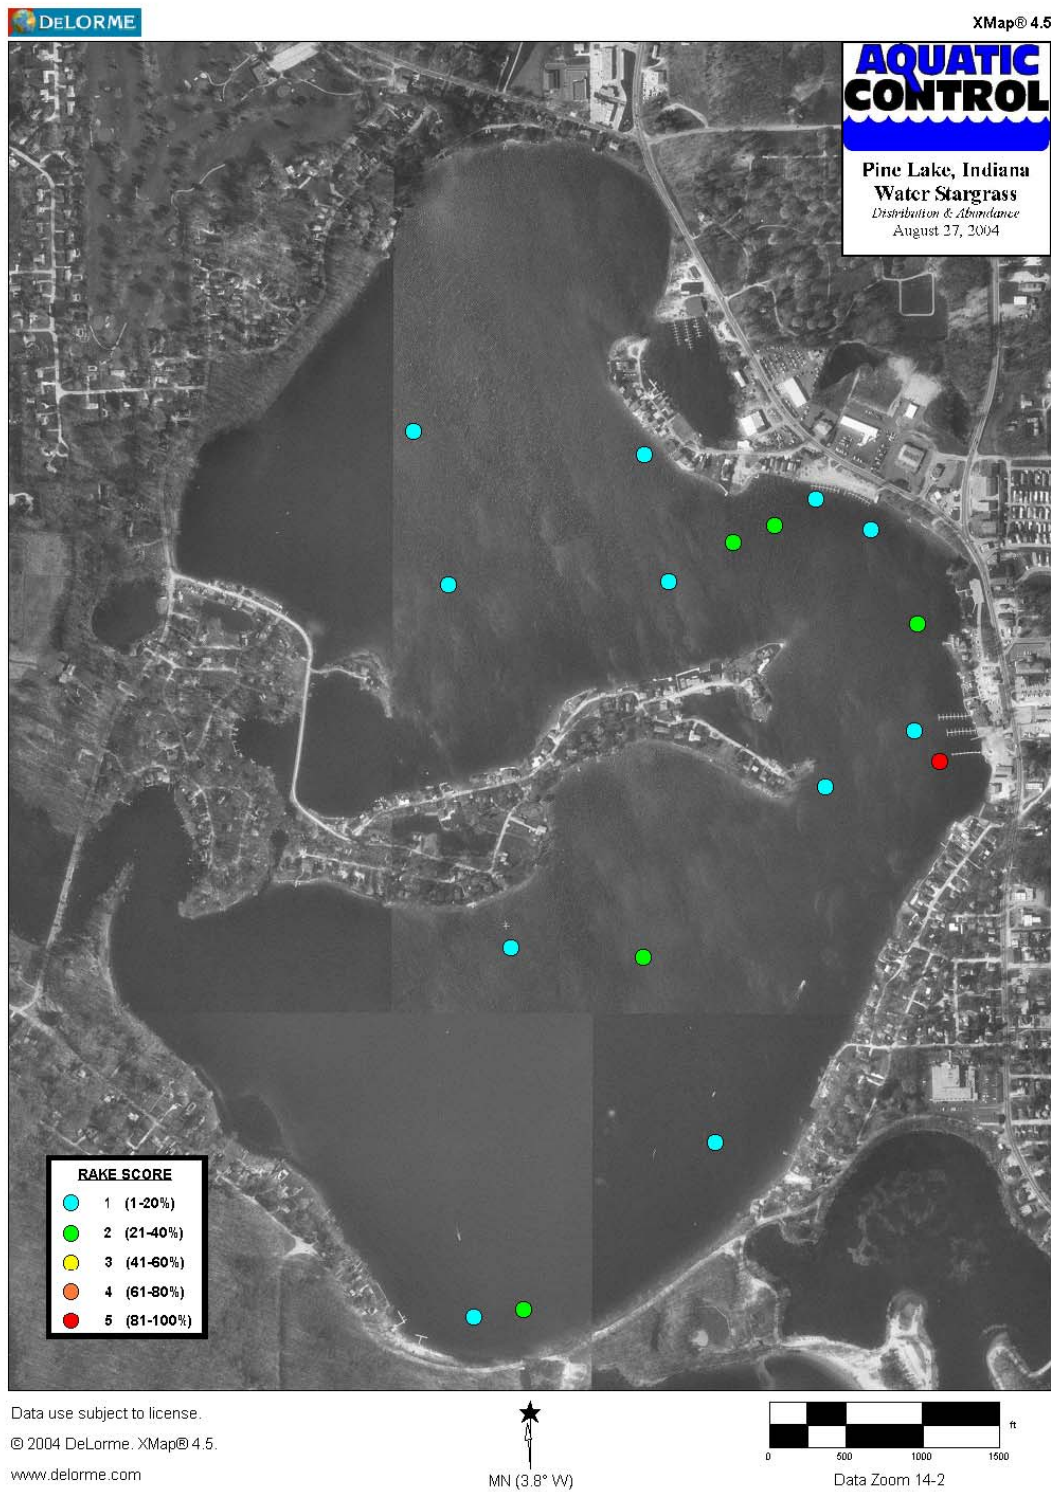 DELORME
XMap® 4.5
AQUATIC
CONTROL
Pine Lake, Indiana
Water Stargrass
Distribution & Abundance
August 27, 2004
RAKE SCORE
1 (1-20%)
2 (21-40%)
3 (41-60%)
4 (61-80%)
5 (81-100%)
Data use subject to license.
© 2004 DeLorme. XMap® 4.5.
www.delorme.com
MN (3.8° W)
ft
0 500 1000 1500
Data Zoom 14-2